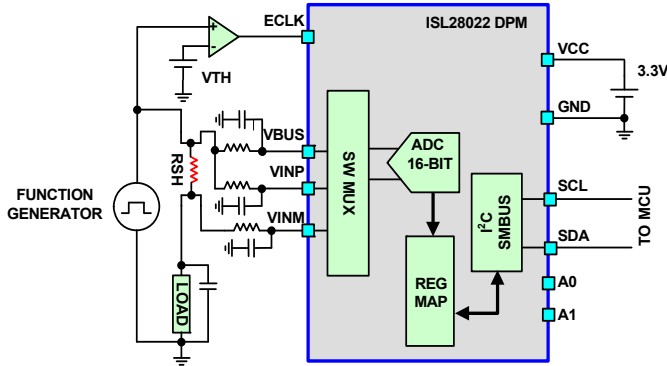 ECLK
ISL28022 DPM
VTH
VCC
3.3V
GND
VBUS
ADC
16-BIT
RSH
SW MUX
VINP
FUNCTION
GENERATOR
VINM
I²C
SMBUS
SCL
TO MCU
SDA
REG
MAP
A0
LOAD
A1